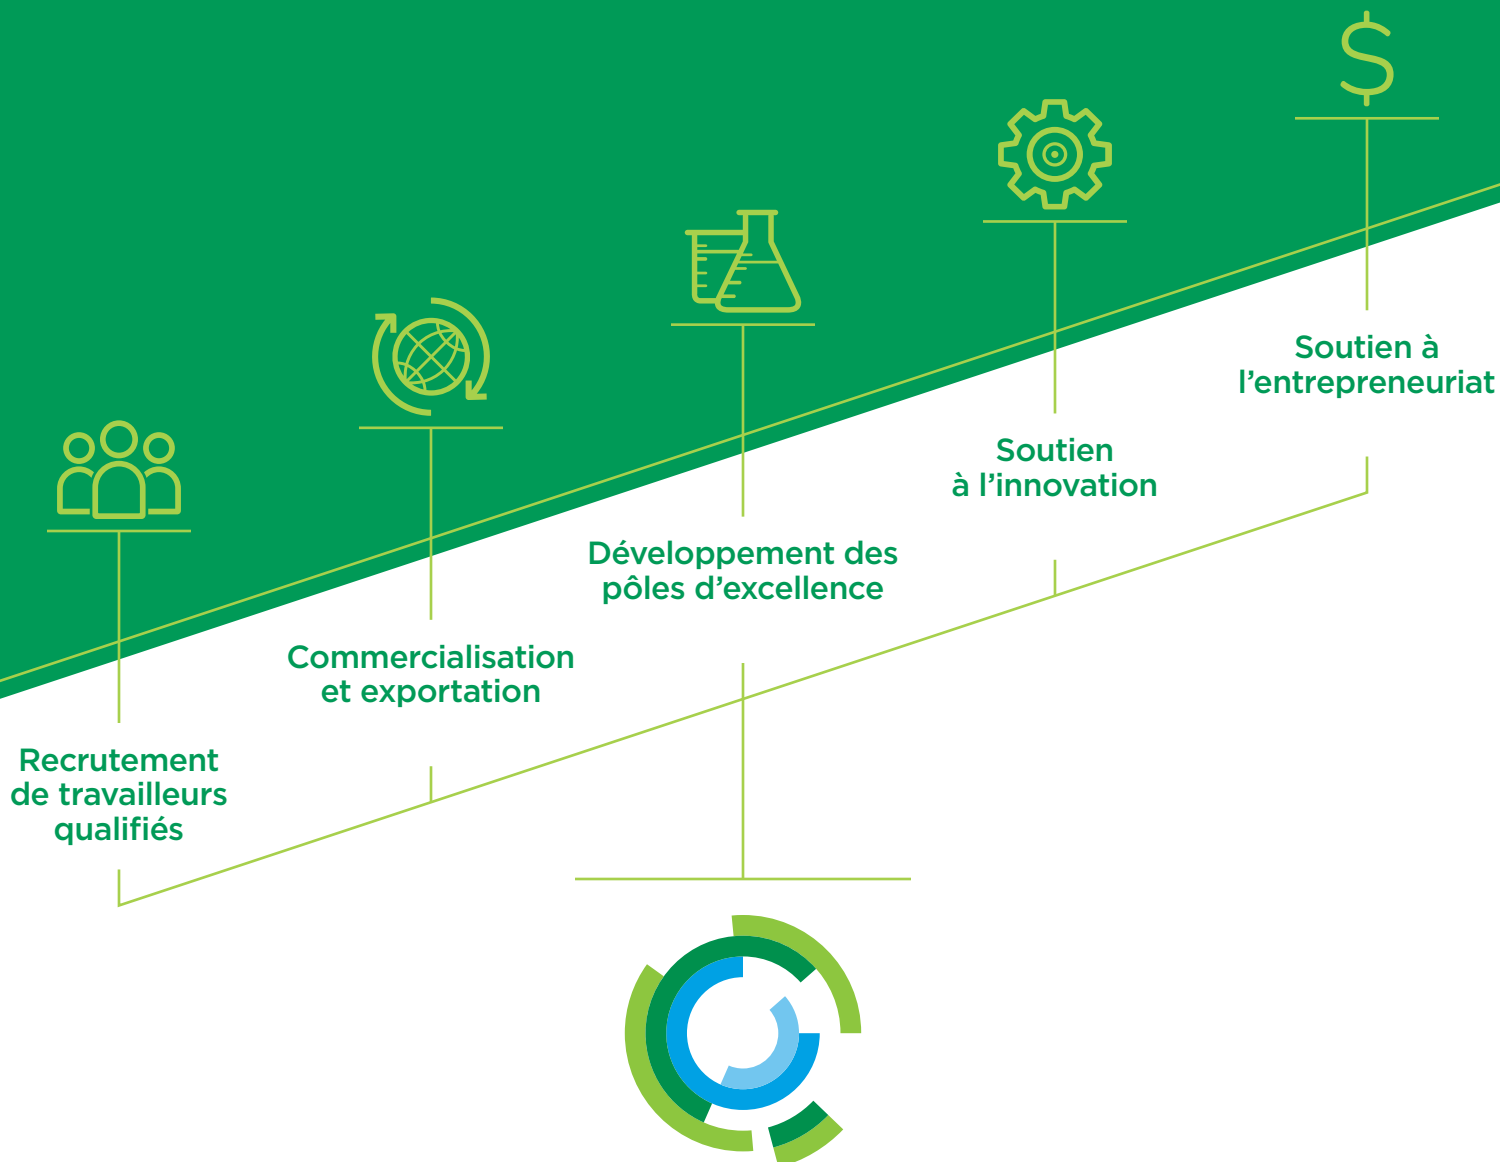 Soutien à
l’entrepreneuriat
Soutien
à l’innovation
Développement des
pôles d’excellence
Commercialisation
et exportation
Recrutement
de travailleurs
qualifiés